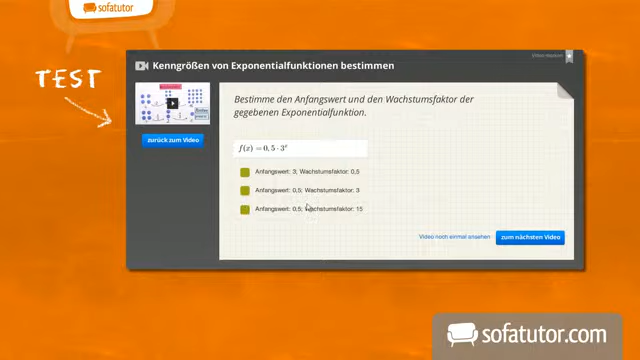 sofatutor
TEST
Kenngrößen von Exponentialfunktionen bestimmen
Bestimme den Anfangswert und den Wachstumsfaktor der
gegebenen Exponentialfunktion.
zurück zum Video
f(x) = 0,5 · 3ˣ
Anfangswert: 3; Wachstumsfaktor: 0,5
Anfangswert: 0,5; Wachstumsfaktor: 3
Anfangswert: 0,5; Wachstumsfaktor: 15
Video noch einmal ansehen
zum nächsten Video
sofatutor.com